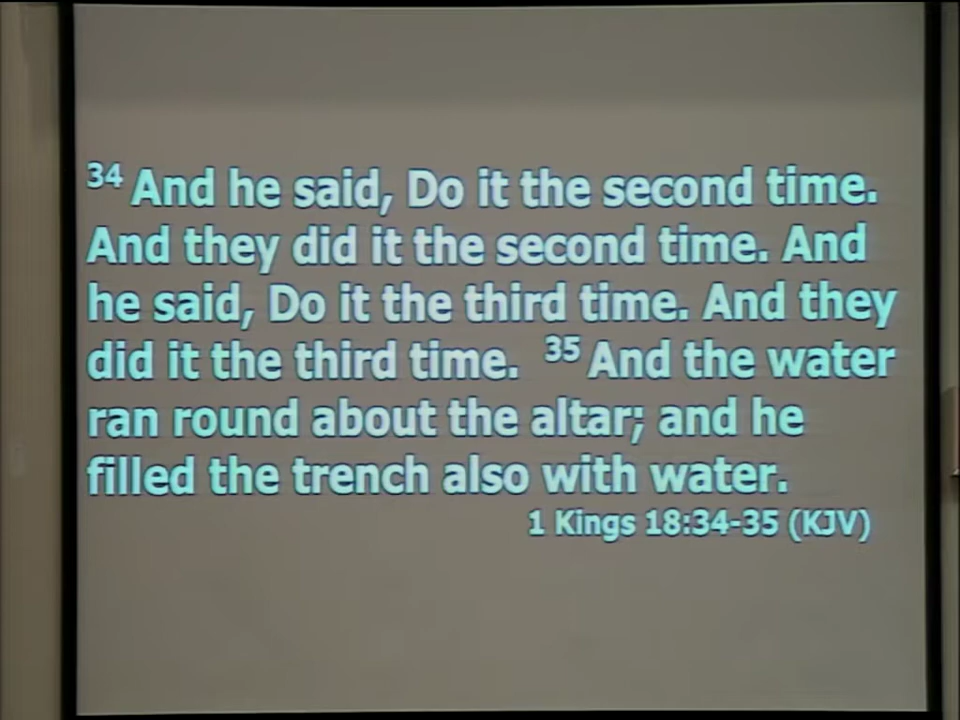 34 And he said, Do it the second time.
And they did it the second time. And
he said, Do it the third time. And they
did it the third time. 35 And the water
ran round about the altar; and he
filled the trench also with water.
1 Kings 18:34-35 (KJV)